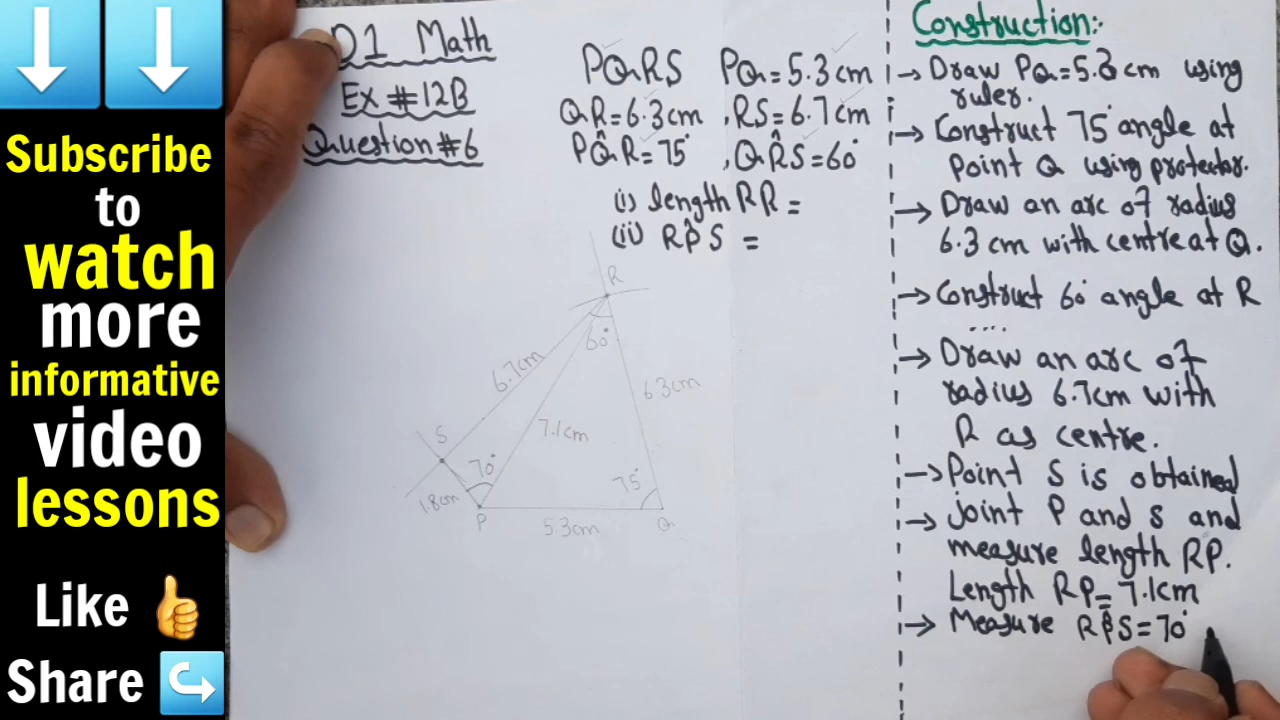 Subscribe
to
watch
more
informative
video
lessons
Like
Share
D1 Math
Ex #12B
Question #6
PQRS PQ=5.3cm
QR=6.3cm , RS=6.7cm
PQ̂R=75° , QR̂S=60°
(i) length RR =
(ii) RP̂S =
R
60°
6.7cm
6.3cm
7.1cm
S
70°
75°
1.8cm
P
5.3cm
Q
Construction:-
→ Draw PQ=5.3cm using
ruler.
→ Construct 75° angle at
point Q using protector.
→ Draw an arc of radius
6.3 cm with centre at Q.
→ Construct 60° angle at R
....
→ Draw an arc of
radius 6.7cm with
R as centre.
→ Point S is obtained
→ joint P and S and
measure length RP.
Length RP=7.1cm
→ Measure RP̂S=70°